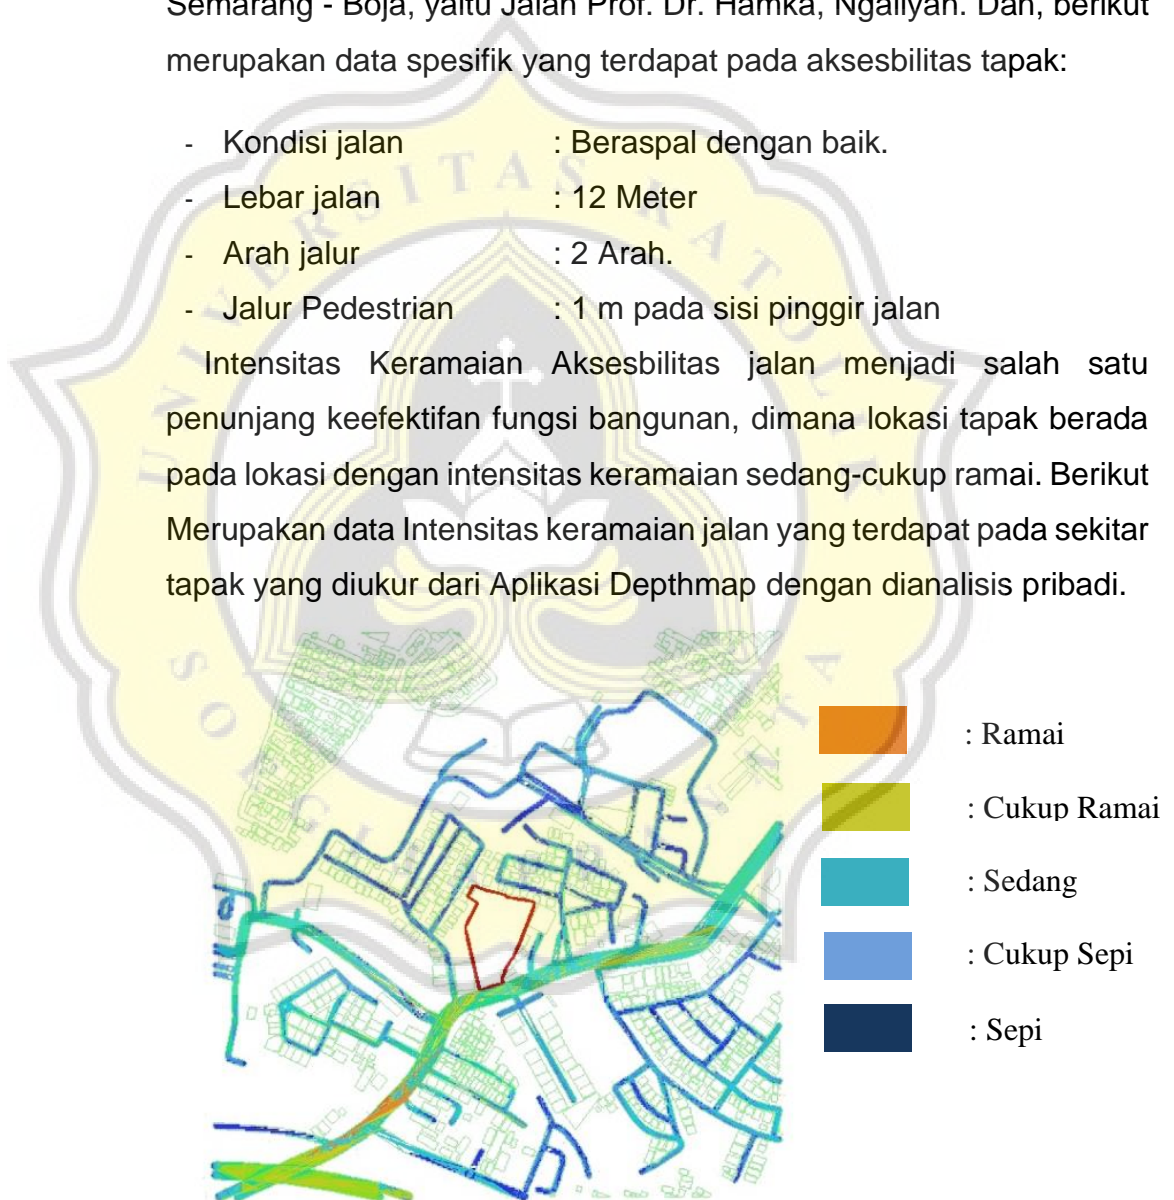 Semarang - Boja, yaitu Jalan Prof. Dr. Hamka, Ngaliyan. Dan, berikut
merupakan data spesifik yang terdapat pada aksesbilitas tapak:
- Kondisi jalan : Beraspal dengan baik.
- Lebar jalan : 12 Meter
- Arah jalur : 2 Arah.
- Jalur Pedestrian : 1 m pada sisi pinggir jalan
Intensitas Keramaian Aksesbilitas jalan menjadi salah satu
penunjang keefektifan fungsi bangunan, dimana lokasi tapak berada
pada lokasi dengan intensitas keramaian sedang-cukup ramai. Berikut
Merupakan data Intensitas keramaian jalan yang terdapat pada sekitar
tapak yang diukur dari Aplikasi Depthmap dengan dianalisis pribadi.
: Ramai
: Cukup Ramai
: Sedang
: Cukup Sepi
: Sepi
UNIVERSITAS KATOLIK